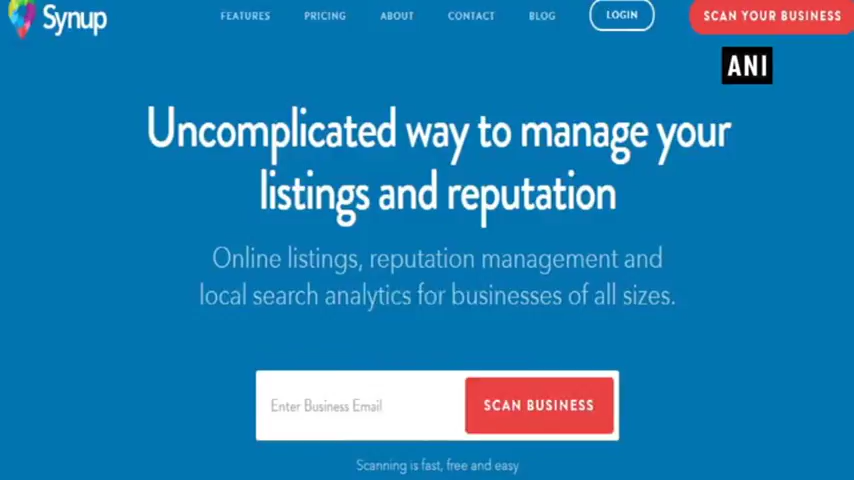 Synup
FEATURES
PRICING
ABOUT
CONTACT
BLOG
LOGIN
SCAN YOUR BUSINESS
ANI
Uncomplicated way to manage your
listings and reputation
Online listings, reputation management and
local search analytics for businesses of all sizes.
Enter Business Email
SCAN BUSINESS
Scanning is fast, free and easy